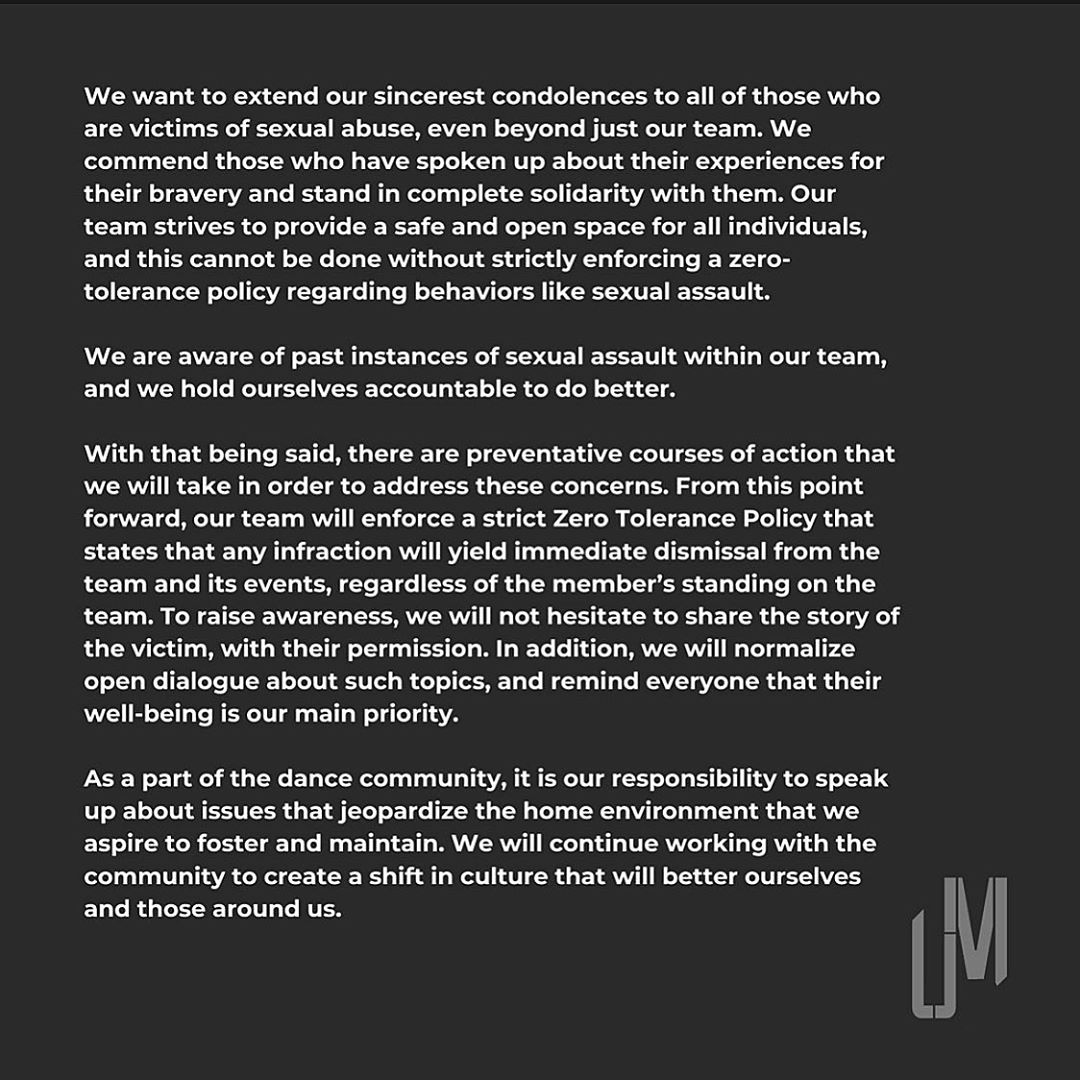 We want to extend our sincerest condolences to all of those who
are victims of sexual abuse, even beyond just our team. We
commend those who have spoken up about their experiences for
their bravery and stand in complete solidarity with them. Our
team strives to provide a safe and open space for all individuals,
and this cannot be done without strictly enforcing a zero-
tolerance policy regarding behaviors like sexual assault.
We are aware of past instances of sexual assault within our team,
and we hold ourselves accountable to do better.
With that being said, there are preventative courses of action that
we will take in order to address these concerns. From this point
forward, our team will enforce a strict Zero Tolerance Policy that
states that any infraction will yield immediate dismissal from the
team and its events, regardless of the member’s standing on the
team. To raise awareness, we will not hesitate to share the story of
the victim, with their permission. In addition, we will normalize
open dialogue about such topics, and remind everyone that their
well-being is our main priority.
As a part of the dance community, it is our responsibility to speak
up about issues that jeopardize the home environment that we
aspire to foster and maintain. We will continue working with the
community to create a shift in culture that will better ourselves
and those around us.